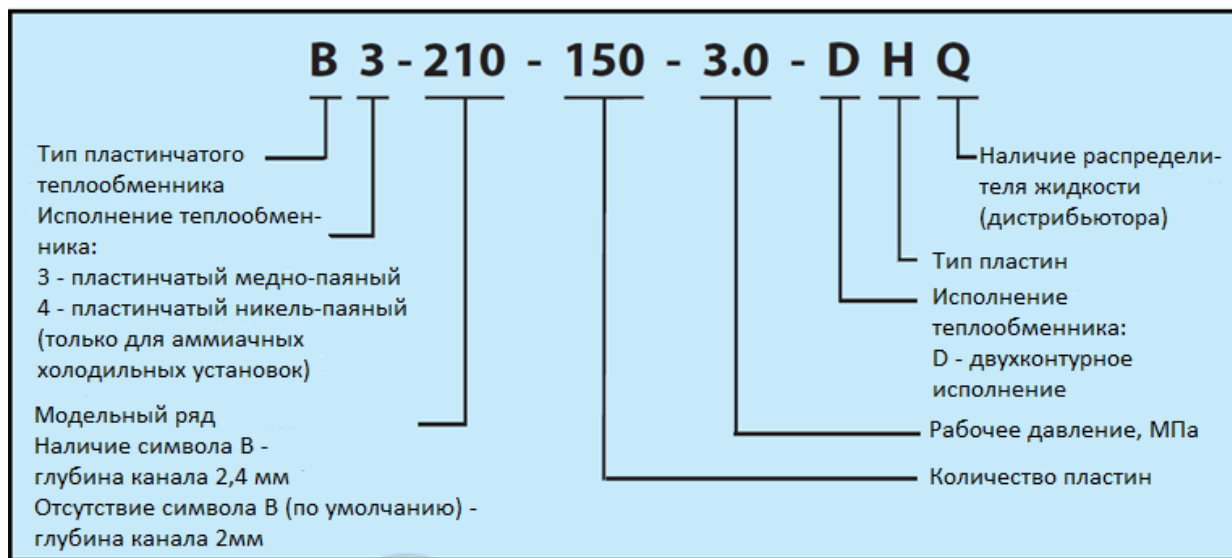 B 3 - 210 - 150 - 3.0 - D H Q
Тип пластинчатого
теплообменника
Исполнение теплообмен-
ника:
3 - пластинчатый медно-паяный
4 - пластинчатый никель-паяный
(только для аммиачных
холодильных установок)
Модельный ряд
Наличие символа В -
глубина канала 2,4 мм
Отсутствие символа В (по умолчанию) -
глубина канала 2мм
Наличие распредели-
теля жидкости
(дистрибьютора)
Тип пластин
Исполнение
теплообменника:
D - двухконтурное
исполнение
Рабочее давление, МПа
Количество пластин